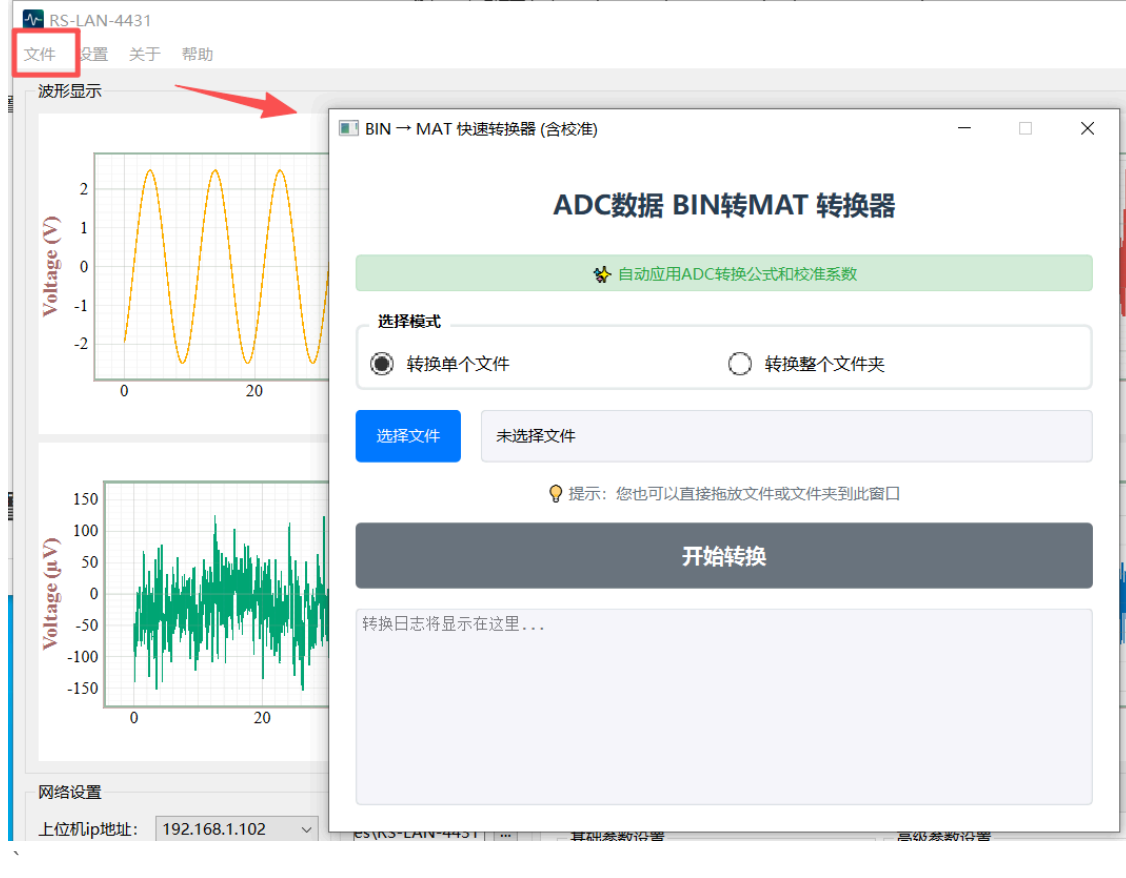 RS-LAN-4431
文件 设置 关于 帮助
波形显示
BIN → MAT 快速转换器 (含校准)
ADC数据 BIN转MAT 转换器
自动应用ADC转换公式和校准系数
选择模式
转换单个文件
转换整个文件夹
选择文件
未选择文件
提示：您也可以直接拖放文件或文件夹到此窗口
开始转换
转换日志将显示在这里...
Voltage (V)
2
1
0
-1
-2
0 20
Voltage (μV)
150
100
50
0
-50
-100
-150
0 20
网络设置
上位机ip地址： 192.168.1.102
es\RS-LAN-4431 ...
基础参数设置
高级参数设置